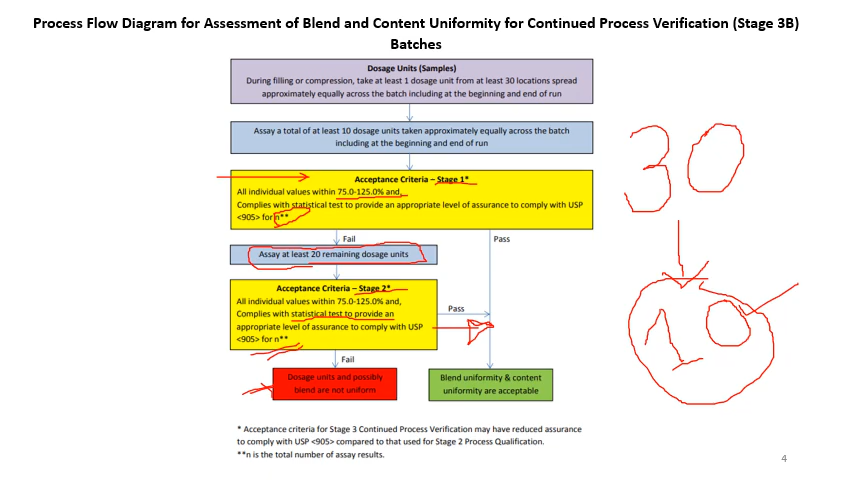 Process Flow Diagram for Assessment of Blend and Content Uniformity for Continued Process Verification (Stage 3B)
Batches
Dosage Units (Samples)
During filling or compression, take at least 1 dosage unit from at least 30 locations spread
approximately equally across the batch including at the beginning and end of run
Assay a total of at least 10 dosage units taken approximately equally across the batch
including at the beginning and end of run
Acceptance Criteria – Stage 1*
All individual values within 75.0-125.0% and,
Complies with statistical test to provide an appropriate level of assurance to comply with USP
<905> for n**
Fail
Pass
Assay at least 20 remaining dosage units
Acceptance Criteria – Stage 2*
All individual values within 75.0-125.0% and,
Complies with statistical test to provide an
appropriate level of assurance to comply with USP
<905> for n**
Pass
Fail
Dosage units and possibly
blend are not uniform
Blend uniformity & content
uniformity are acceptable
* Acceptance criteria for Stage 3 Continued Process Verification may have reduced assurance
to comply with USP <905> compared to that used for Stage 2 Process Qualification.
**n is the total number of assay results.
30
10
4